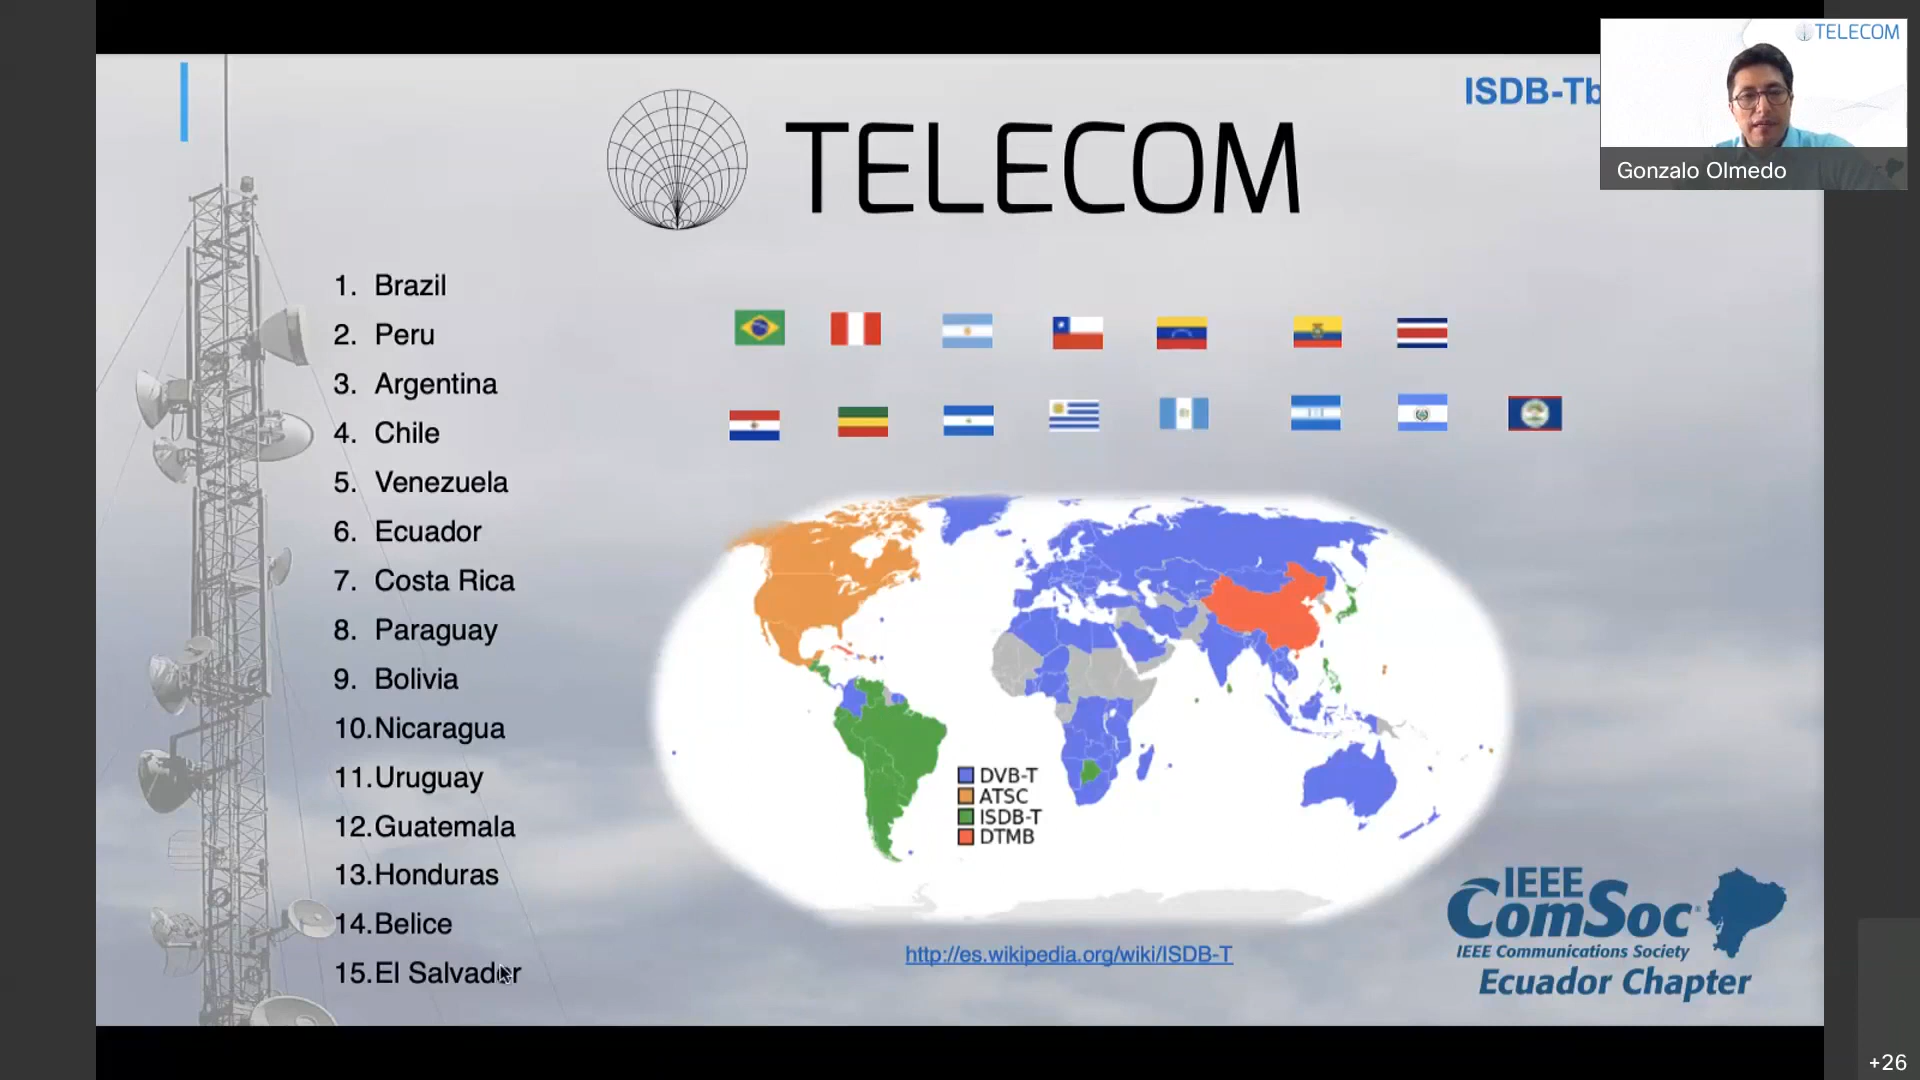 ISDB-Tb
TELECOM
Gonzalo Olmedo
TELECOM
1. Brazil
2. Peru
3. Argentina
4. Chile
5. Venezuela
6. Ecuador
7. Costa Rica
8. Paraguay
9. Bolivia
10.Nicaragua
11.Uruguay
12.Guatemala
13.Honduras
14.Belice
15.El Salvador
DVB-T
ATSC
ISDB-T
DTMB
http://es.wikipedia.org/wiki/ISDB-T
IEEE
ComSoc
IEEE Communications Society
Ecuador Chapter
+26